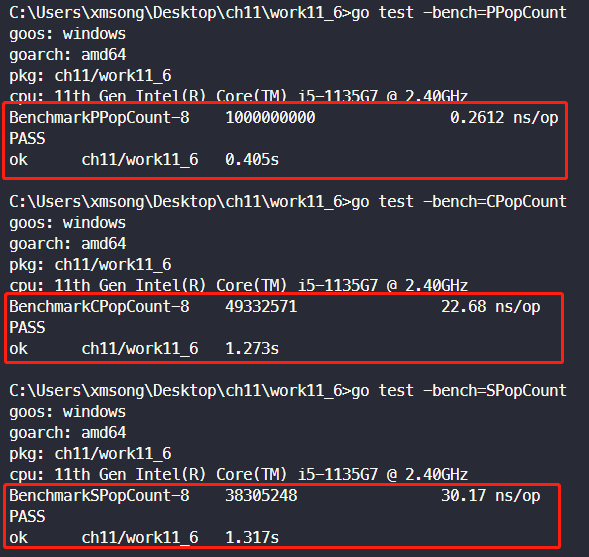 C:\Users\xmsong\Desktop\ch11\work11_6>go test -bench=PPopCount
goos: windows
goarch: amd64
pkg: ch11/work11_6
cpu: 11th Gen Intel(R) Core(TM) i5-1135G7 @ 2.40GHz
BenchmarkPPopCount-8    1000000000               0.2612 ns/op
PASS
ok      ch11/work11_6   0.405s
C:\Users\xmsong\Desktop\ch11\work11_6>go test -bench=CPopCount
goos: windows
goarch: amd64
pkg: ch11/work11_6
cpu: 11th Gen Intel(R) Core(TM) i5-1135G7 @ 2.40GHz
BenchmarkCPopCount-8    49332571                22.68 ns/op
PASS
ok      ch11/work11_6   1.273s
C:\Users\xmsong\Desktop\ch11\work11_6>go test -bench=SPopCount
goos: windows
goarch: amd64
pkg: ch11/work11_6
cpu: 11th Gen Intel(R) Core(TM) i5-1135G7 @ 2.40GHz
BenchmarkSPopCount-8    38305248                30.17 ns/op
PASS
ok      ch11/work11_6   1.317s